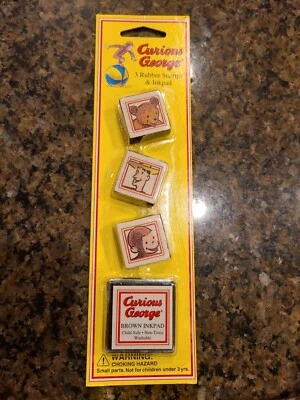 Curious
George®
3 Rubber Stamps
& Inkpad
Curious
George®
BROWN INKPAD
Child Safe • Non-Toxic
Washable
WARNING:
CHOKING HAZARD
Small parts. Not for children under 3 yrs.